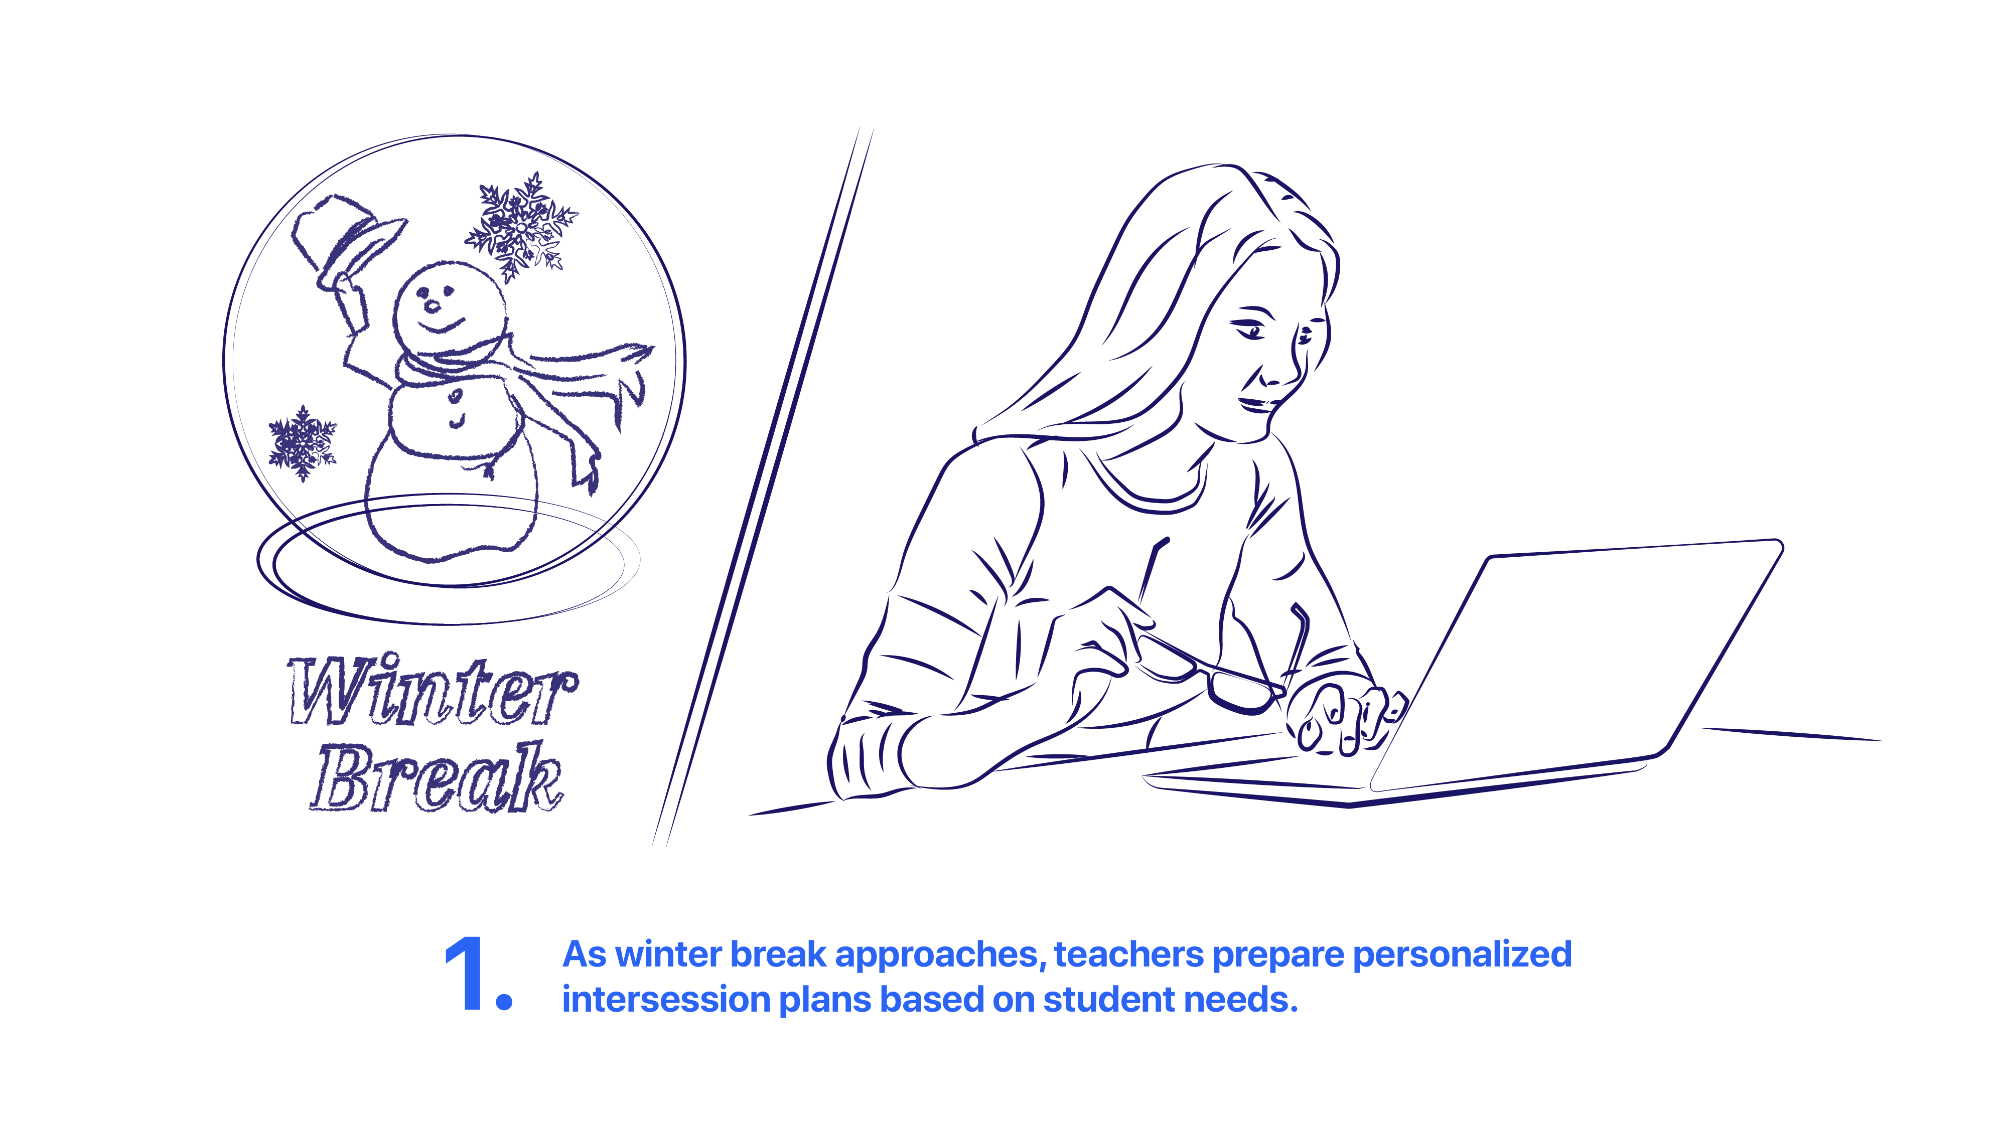 Winter
Break
1. As winter break approaches, teachers prepare personalized
intersession plans based on student needs.